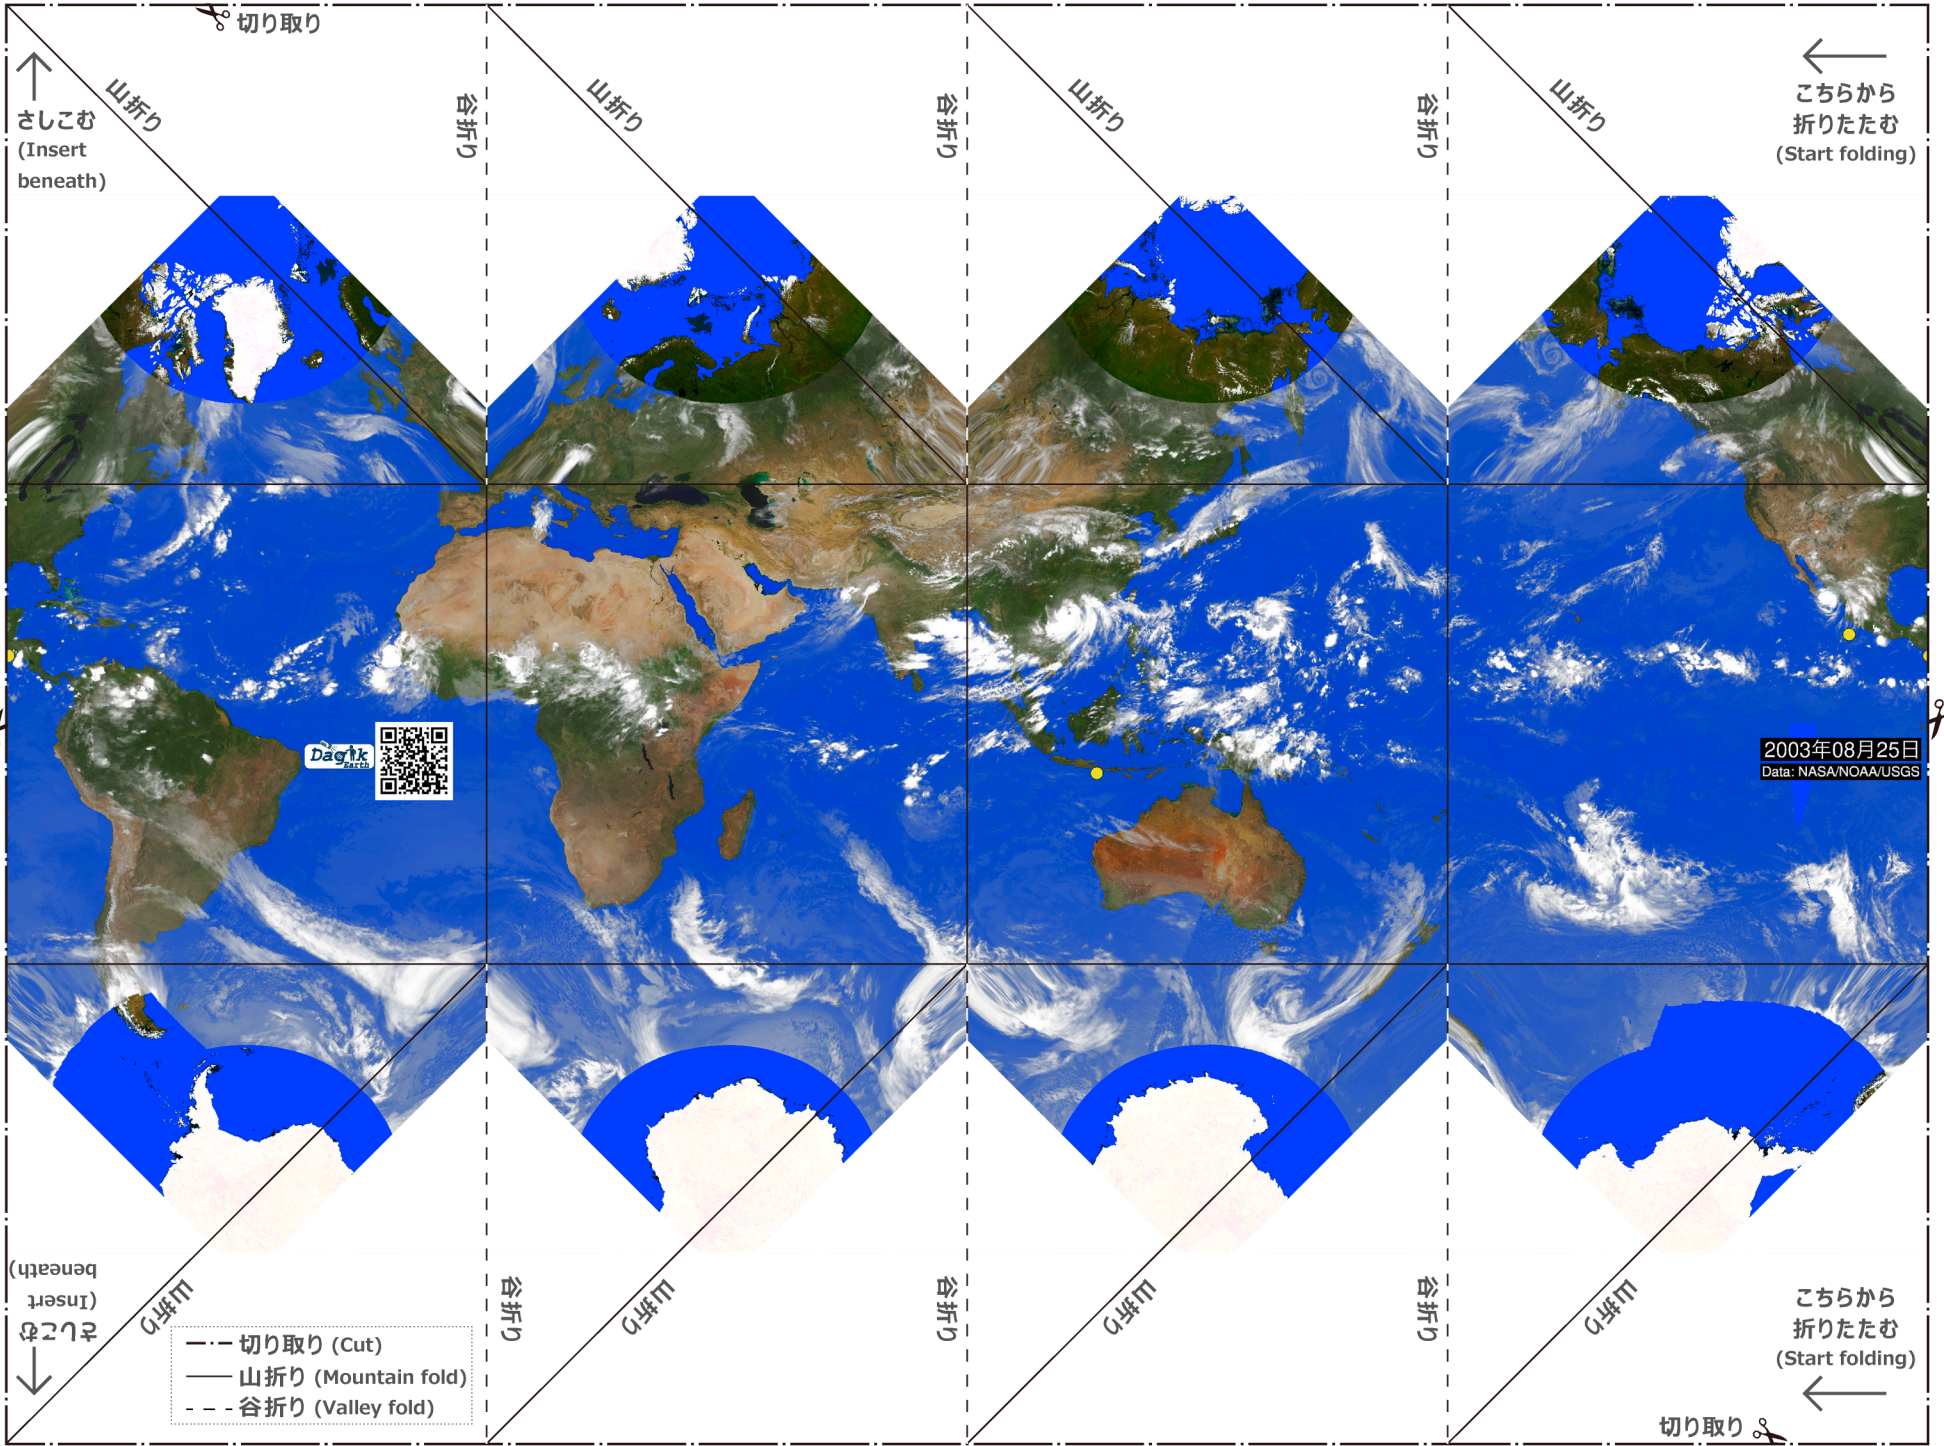 切り取り
さしこむ
(Insert
beneath)
山折り
谷折り
山折り
谷折り
山折り
谷折り
山折り
こちらから
折りたたむ
(Start folding)
Dagik
Earth
2003年08月25日
Data: NASA/NOAA/USGS
さしこむ
(Insert
beneath)
山折り
谷折り
山折り
谷折り
山折り
谷折り
山折り
こちらから
折りたたむ
(Start folding)
切り取り (Cut)
山折り (Mountain fold)
谷折り (Valley fold)
切り取り